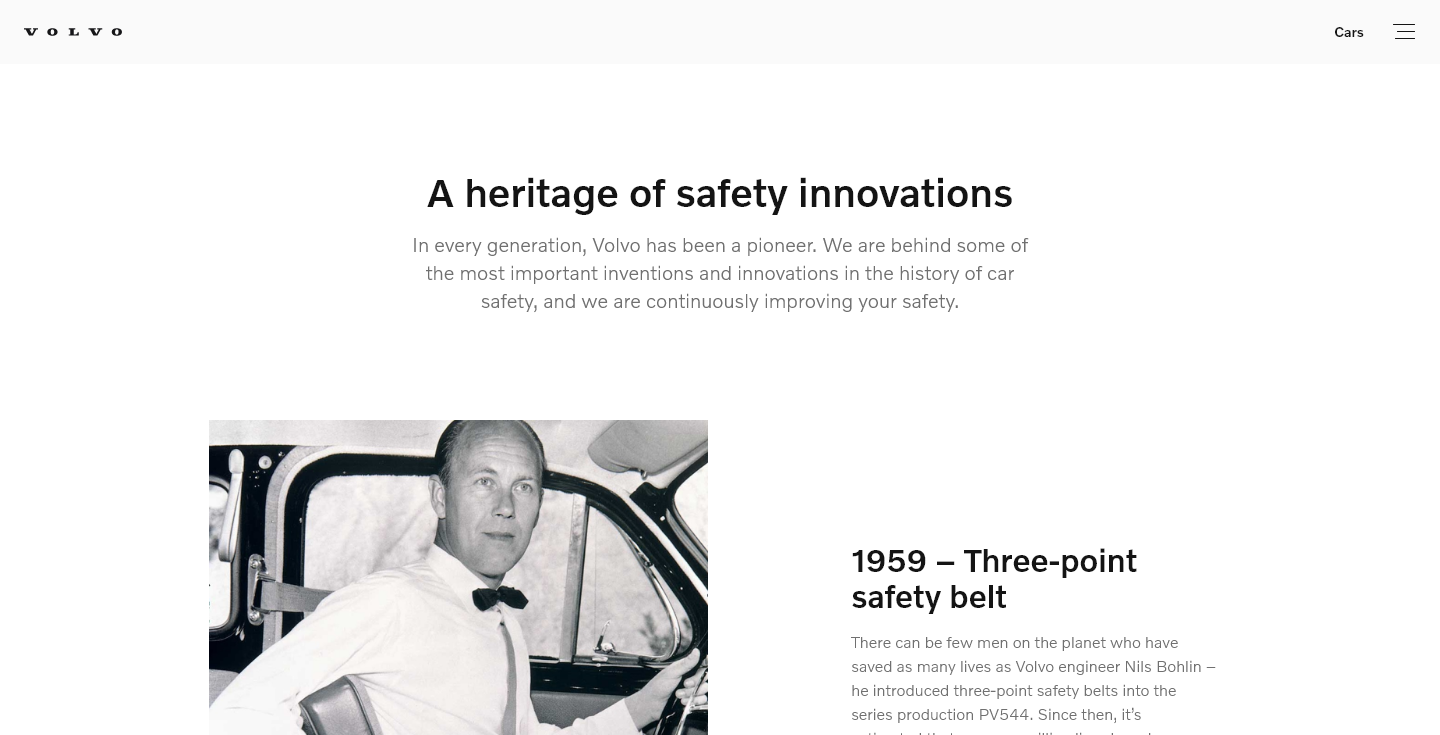 VOLVO
Cars
A heritage of safety innovations
In every generation, Volvo has been a pioneer. We are behind some of
the most important inventions and innovations in the history of car
safety, and we are continuously improving your safety.
1959 – Three-point
safety belt
There can be few men on the planet who have
saved as many lives as Volvo engineer Nils Bohlin –
he introduced three-point safety belts into the
series production PV544. Since then, it’s